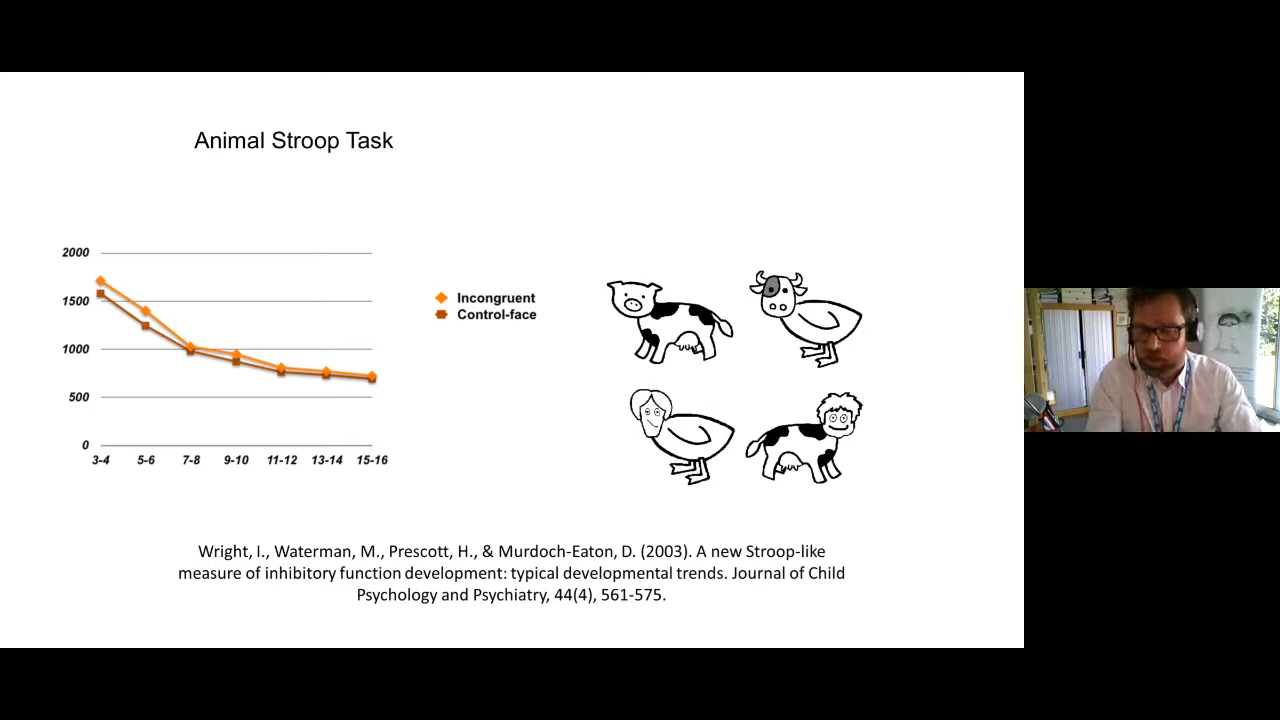 Animal Stroop Task
2000
1500
1000
500
0
3-4 5-6 7-8 9-10 11-12 13-14 15-16
Incongruent
Control-face
Wright, I., Waterman, M., Prescott, H., & Murdoch-Eaton, D. (2003). A new Stroop-like
measure of inhibitory function development: typical developmental trends. Journal of Child
Psychology and Psychiatry, 44(4), 561-575.